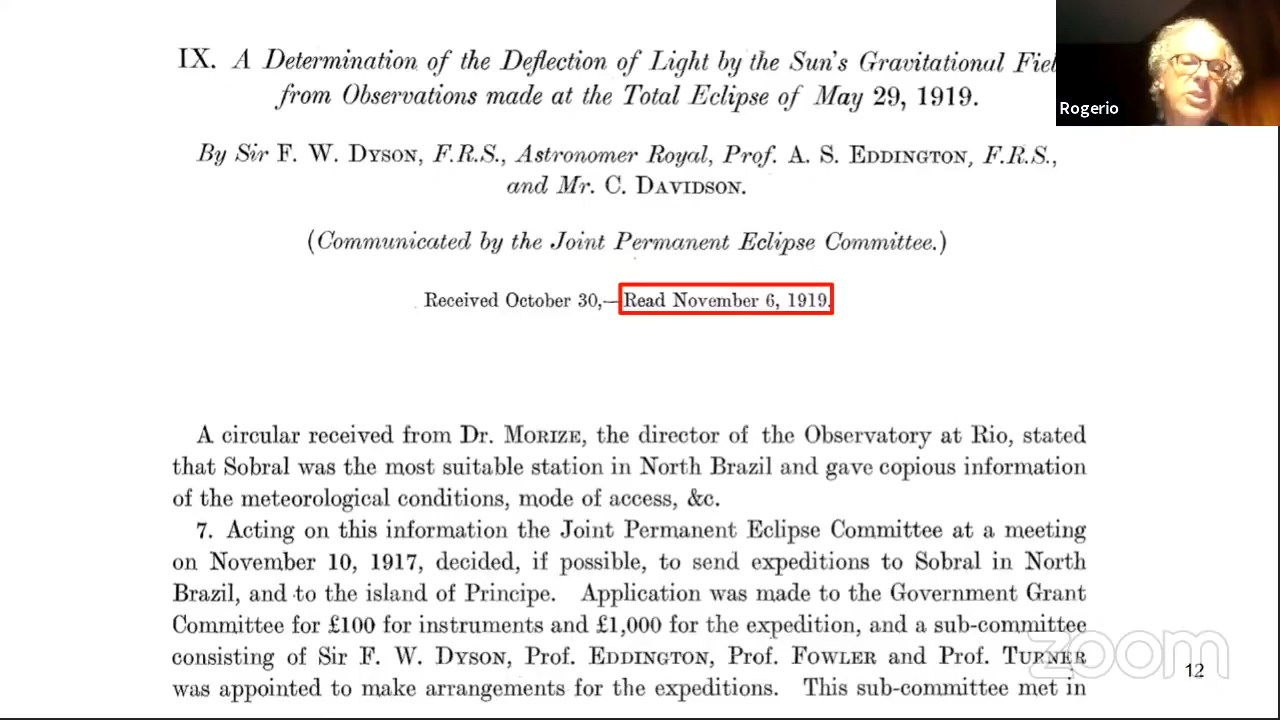 IX. A Determination of the Deflection of Light by the Sun's Gravitational Fiel
from Observations made at the Total Eclipse of May 29, 1919.
Rogerio
By Sir F. W. DYSON, F.R.S., Astronomer Royal, Prof. A. S. EDDINGTON, F.R.S.,
and Mr. C. DAVIDSON.
(Communicated by the Joint Permanent Eclipse Committee.)
Received October 30,—Read November 6, 1919.
A circular received from Dr. MORIZE, the director of the Observatory at Rio, stated
that Sobral was the most suitable station in North Brazil and gave copious information
of the meteorological conditions, mode of access, &c.
7. Acting on this information the Joint Permanent Eclipse Committee at a meeting
on November 10, 1917, decided, if possible, to send expeditions to Sobral in North
Brazil, and to the island of Principe. Application was made to the Government Grant
Committee for £100 for instruments and £1,000 for the expedition, and a sub-committee
consisting of Sir F. W. DYSON, Prof. EDDINGTON, Prof. FOWLER and Prof. TURNER
was appointed to make arrangements for the expeditions. This sub-committee met in
zoom
12